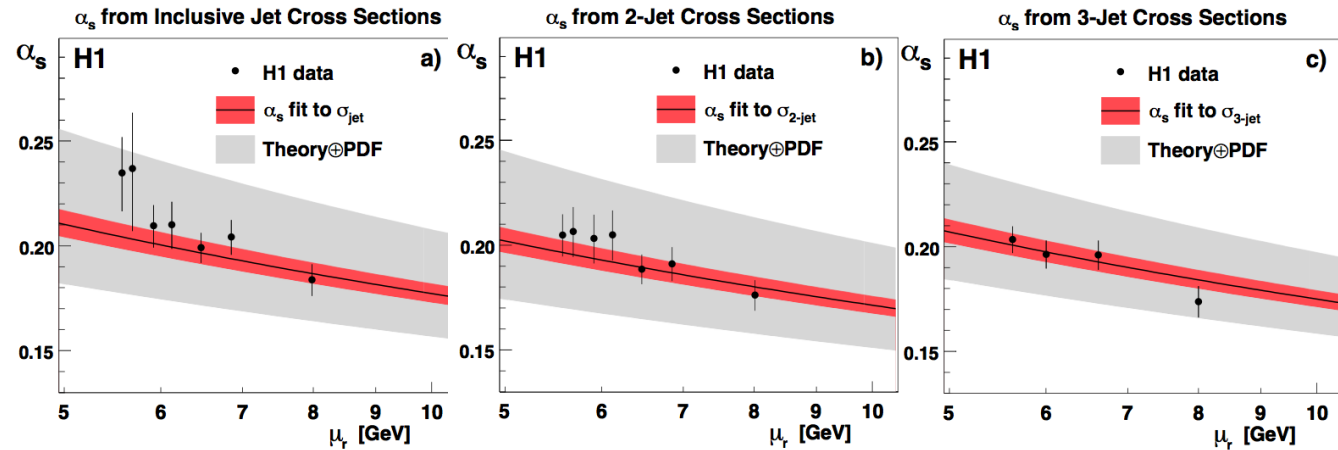 αs from Inclusive Jet Cross Sections
αs
H1
a)
H1 data
αs fit to σjet
Theory⊕PDF
0.25
0.20
0.15
5 6 7 8 9 10
μr [GeV]
αs from 2-Jet Cross Sections
αs
H1
b)
H1 data
αs fit to σ2-jet
Theory⊕PDF
0.25
0.20
0.15
5 6 7 8 9 10
μr [GeV]
αs from 3-Jet Cross Sections
αs
H1
c)
H1 data
αs fit to σ3-jet
Theory⊕PDF
0.25
0.20
0.15
5 6 7 8 9 10
μr [GeV]